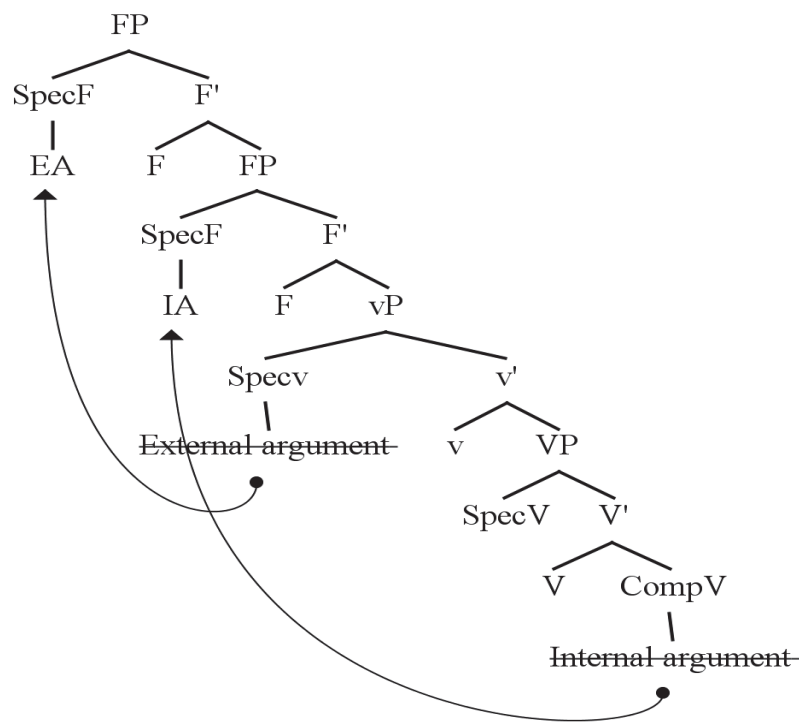 FP
SpecF F'
EA F FP
SpecF F'
IA F vP
Specv v'
External argument v VP
SpecV V'
V CompV
Internal argument